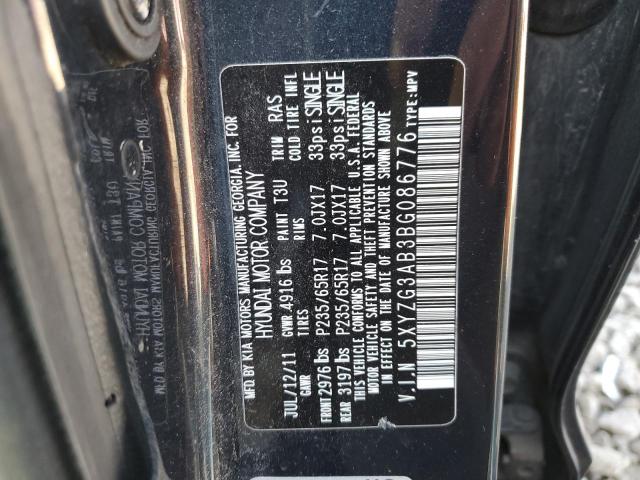 MFD BY KIA MOTORS MANUFACTURING GEORGIA, INC. FOR
HYUNDAI MOTOR COMPANY
JUL/12/11 GVWR 4916 lbs PAINT T3U TRIM RAS
GAWR TIRES RIMS COLD TIRE INFL
FRONT 2976 lbs P235/65R17 7.0JX17 33psi SINGLE
REAR 3197 lbs P235/65R17 7.0JX17 33psi SINGLE
THIS VEHICLE CONFORMS TO ALL APPLICABLE U.S.A. FEDERAL
MOTOR VEHICLE SAFETY AND THEFT PREVENTION STANDARDS
IN EFFECT ON THE DATE OF MANUFACTURE SHOWN ABOVE
V.I.N 5XYZG3AB3BG086776 TYPE:MPV